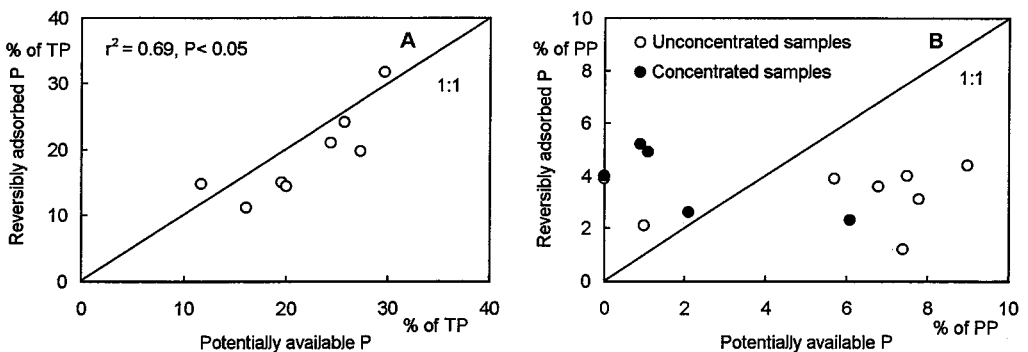 % of TP
Reversibly adsorbed P
40
30
20
10
0
r² = 0.69, P< 0.05
A
1:1
0
10
20
30
40
% of TP
Potentially available P
% of PP
Reversibly adsorbed P
10
8
6
4
2
0
Unconcentrated samples
Concentrated samples
B
1:1
0
2
4
6
8
10
% of PP
Potentially available P